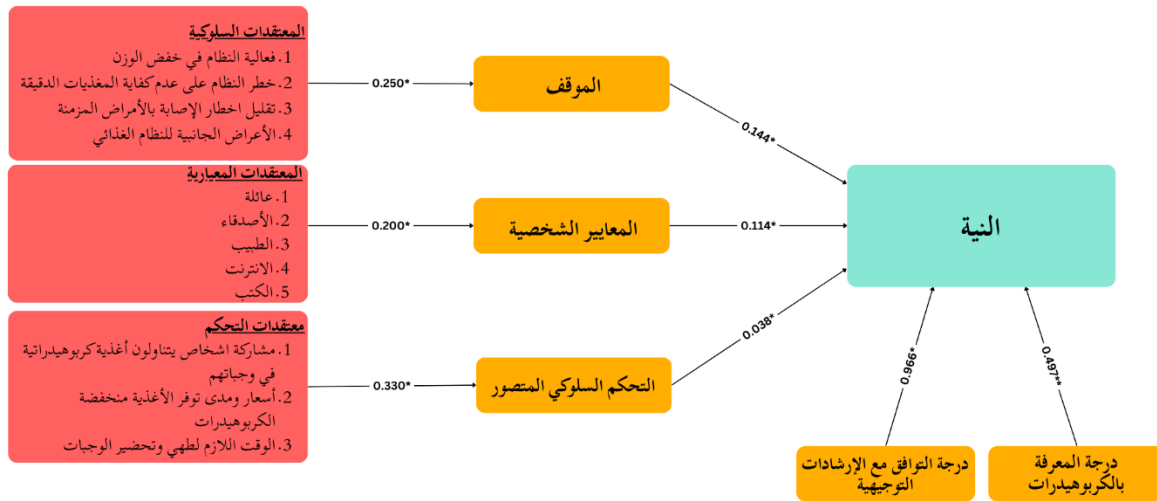 المعتقدات السلوكية
1. فعالية النظام في خفض الوزن
2. خطر النظام على عدم كفاية المغذيات الدقيقة
3. تقليل اخطار الإصابة بالأمراض المزمنة
4. الأعراض الجانبية للنظام الغذائي
0.250*
الموقف
0.144*
المعتقدات المعيارية
1. عائلة
2. الأصدقاء
3. الطبيب
4. الانترنت
5. الكتب
0.200*
المعايير الشخصية
0.114*
النية
معتقدات التحكم
1. مشاركة اشخاص يتناولون أغذية كربوهيدراتية
في وجباتهم
2. أسعار ومدى توفر الأغذية منخفضة
الكربوهيدرات
3. الوقت اللازم لطهي وتحضير الوجبات
0.330*
التحكم السلوكي المتصور
0.038*
0.966*
0.497**
درجة التوافق مع الإرشادات
التوجيهية
درجة المعرفة
بالكربوهيدرات